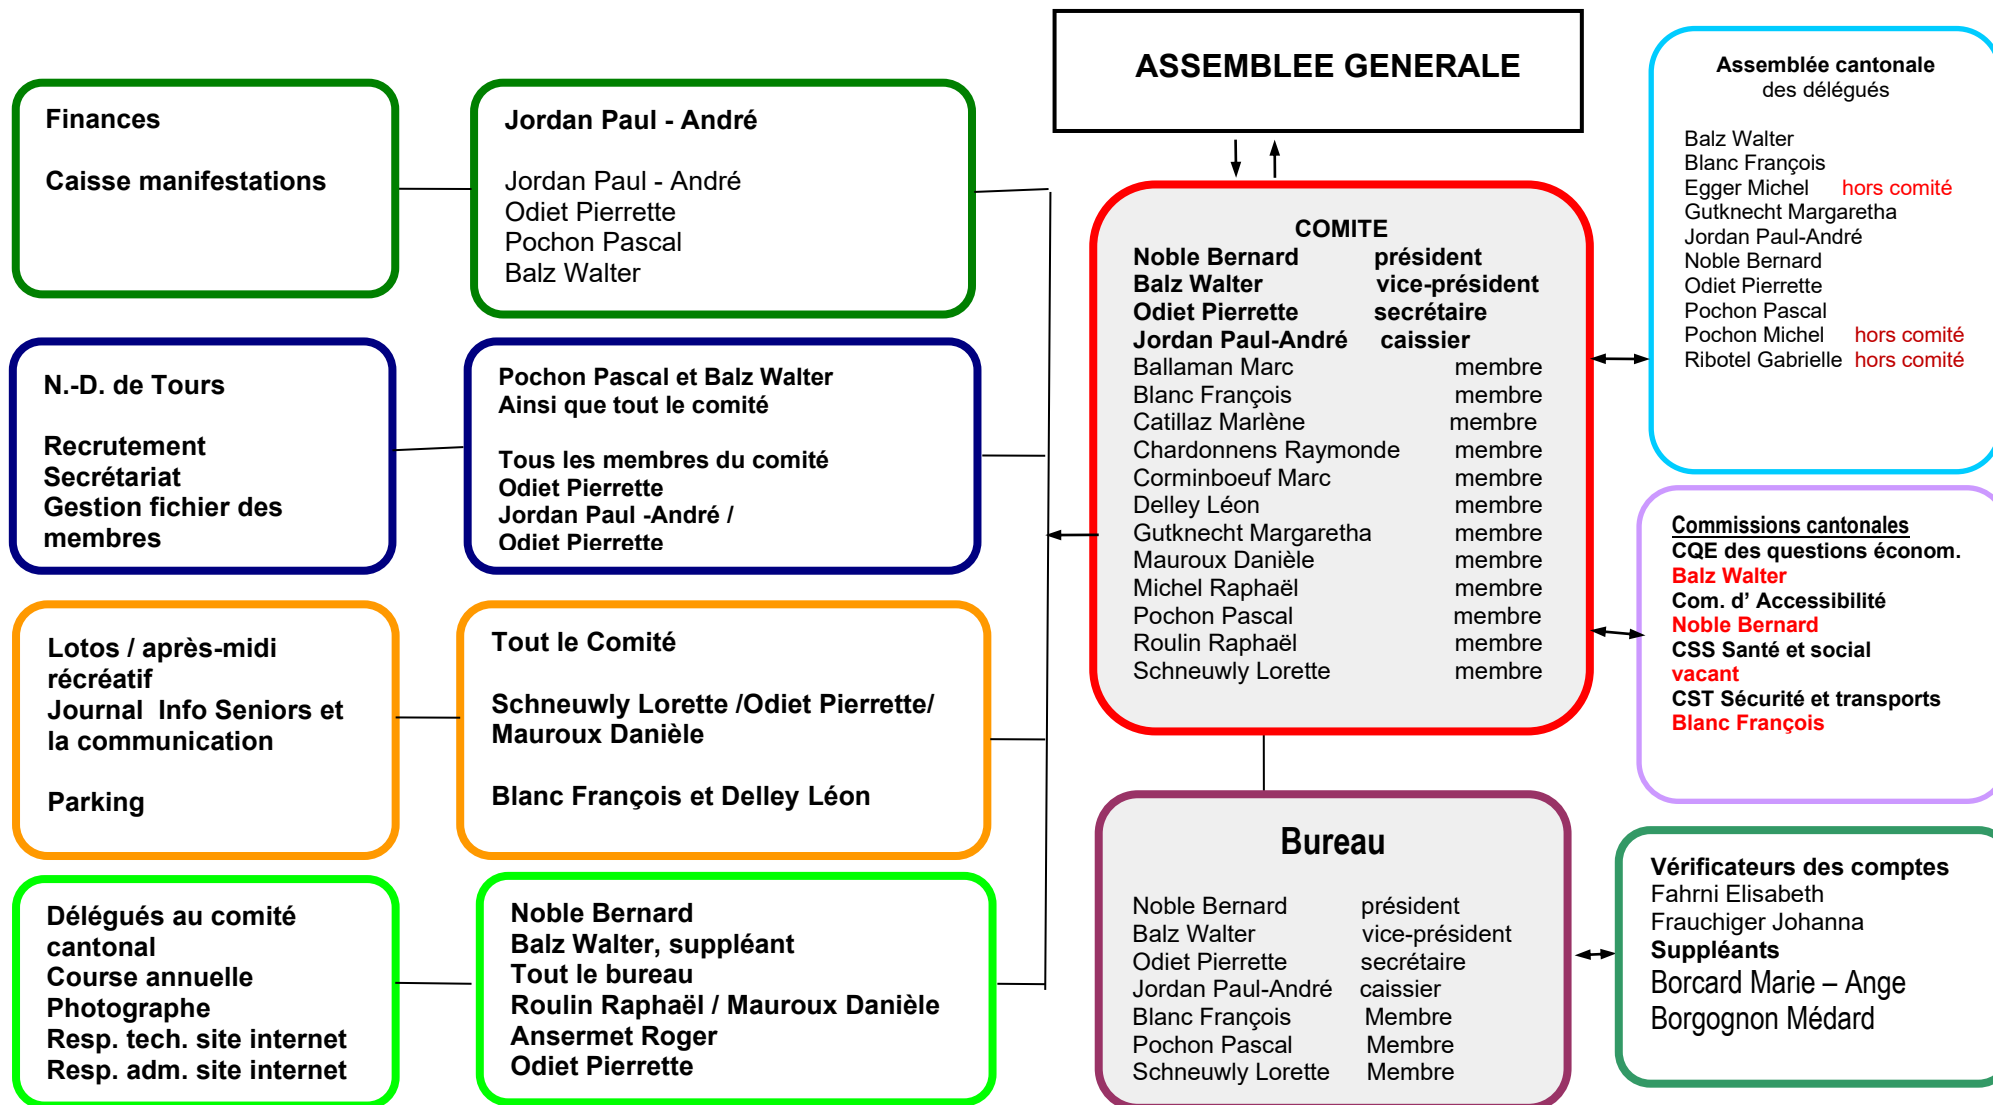 ASSEMBLEE GENERALE
Finances
Caisse manifestations
Jordan Paul - André
Jordan Paul - André
Odiet Pierrette
Pochon Pascal
Balz Walter
N.-D. de Tours
Recrutement
Secrétariat
Gestion fichier des
membres
Pochon Pascal et Balz Walter
Ainsi que tout le comité
Tous les membres du comité
Odiet Pierrette
Jordan Paul -André /
Odiet Pierrette
Lotos / après-midi
récréatif
Journal  Info Seniors et
la communication
Parking
Tout le Comité
Schneuwly Lorette /Odiet Pierrette/
Mauroux Danièle
Blanc François et Delley Léon
Délégués au comité
cantonal
Course annuelle
Photographe
Resp. tech. site internet
Resp. adm. site internet
Noble Bernard
Balz Walter, suppléant
Tout le bureau
Roulin Raphaël / Mauroux Danièle
Ansermet Roger
Odiet Pierrette
COMITE
Noble Bernard président
Balz Walter vice-président
Odiet Pierrette secrétaire
Jordan Paul-André caissier
Ballaman Marc membre
Blanc François membre
Catillaz Marlène membre
Chardonnens Raymonde membre
Corminboeuf Marc membre
Delley Léon membre
Gutknecht Margaretha membre
Mauroux Danièle membre
Michel Raphaël membre
Pochon Pascal membre
Roulin Raphaël membre
Schneuwly Lorette membre
Bureau
Noble Bernard président
Balz Walter vice-président
Odiet Pierrette secrétaire
Jordan Paul-André caissier
Blanc François Membre
Pochon Pascal Membre
Schneuwly Lorette Membre
Assemblée cantonale
des délégués
Balz Walter
Blanc François
Egger Michel hors comité
Gutknecht Margaretha
Jordan Paul-André
Noble Bernard
Odiet Pierrette
Pochon Pascal
Pochon Michel hors comité
Ribotel Gabrielle hors comité
Commissions cantonales
CQE des questions économ.
Balz Walter
Com. d' Accessibilité
Noble Bernard
CSS Santé et social
vacant
CST Sécurité et transports
Blanc François
Vérificateurs des comptes
Fahrni Elisabeth
Frauchiger Johanna
Suppléants
Borcard Marie – Ange
Borgognon Médard